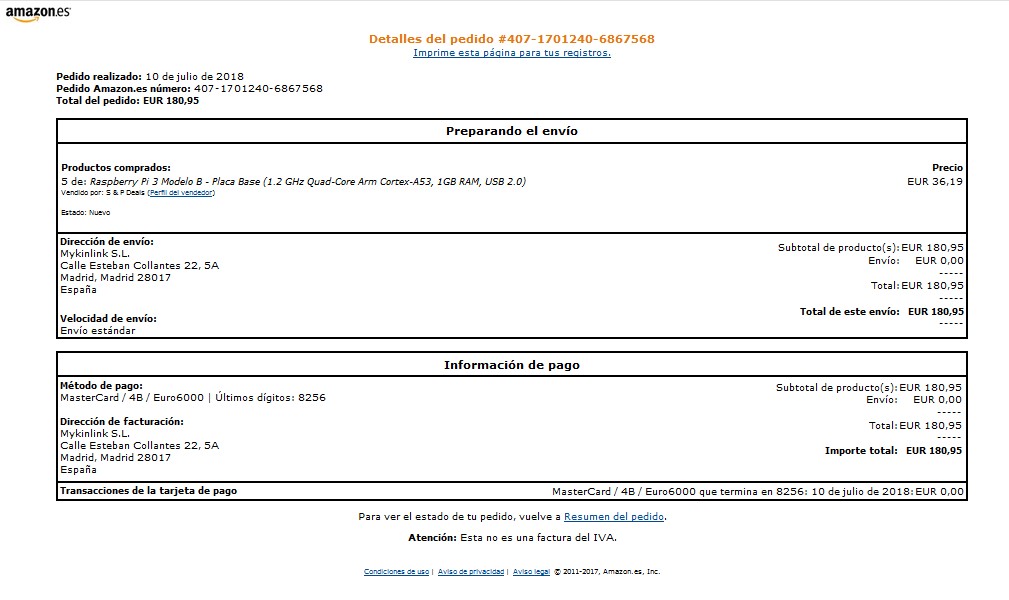 amazon.es
Detalles del pedido #407-1701240-6867568
Imprime esta página para tus registros.
Pedido realizado: 10 de julio de 2018
Pedido Amazon.es número: 407-1701240-6867568
Total del pedido: EUR 180,95
Preparando el envío
Productos comprados: Precio
5 de: Raspberry Pi 3 Modelo B - Placa Base (1.2 GHz Quad-Core Arm Cortex-A53, 1GB RAM, USB 2.0) EUR 36,19
Vendido por: S & P Deals (Perfil del vendedor)
Estado: Nuevo
Dirección de envío:
Mykinlink S.L.
Calle Esteban Collantes 22, 5A
Madrid, Madrid 28017
España
Velocidad de envío:
Envío estándar
Subtotal de producto(s): EUR 180,95
Envío: EUR 0,00
-----
Total: EUR 180,95
-----
Total de este envío: EUR 180,95
-----
Información de pago
Método de pago:
MasterCard / 4B / Euro6000 | Últimos dígitos: 8256
Dirección de facturación:
Mykinlink S.L.
Calle Esteban Collantes 22, 5A
Madrid, Madrid 28017
España
Subtotal de producto(s): EUR 180,95
Envío: EUR 0,00
-----
Total: EUR 180,95
-----
Importe total: EUR 180,95
Transacciones de la tarjeta de pago MasterCard / 4B / Euro6000 que termina en 8256: 10 de julio de 2018: EUR 0,00
Para ver el estado de tu pedido, vuelve a Resumen del pedido.
Atención: Esta no es una factura del IVA.
Condiciones de uso | Aviso de privacidad | Aviso legal © 2011-2017, Amazon.es, Inc.